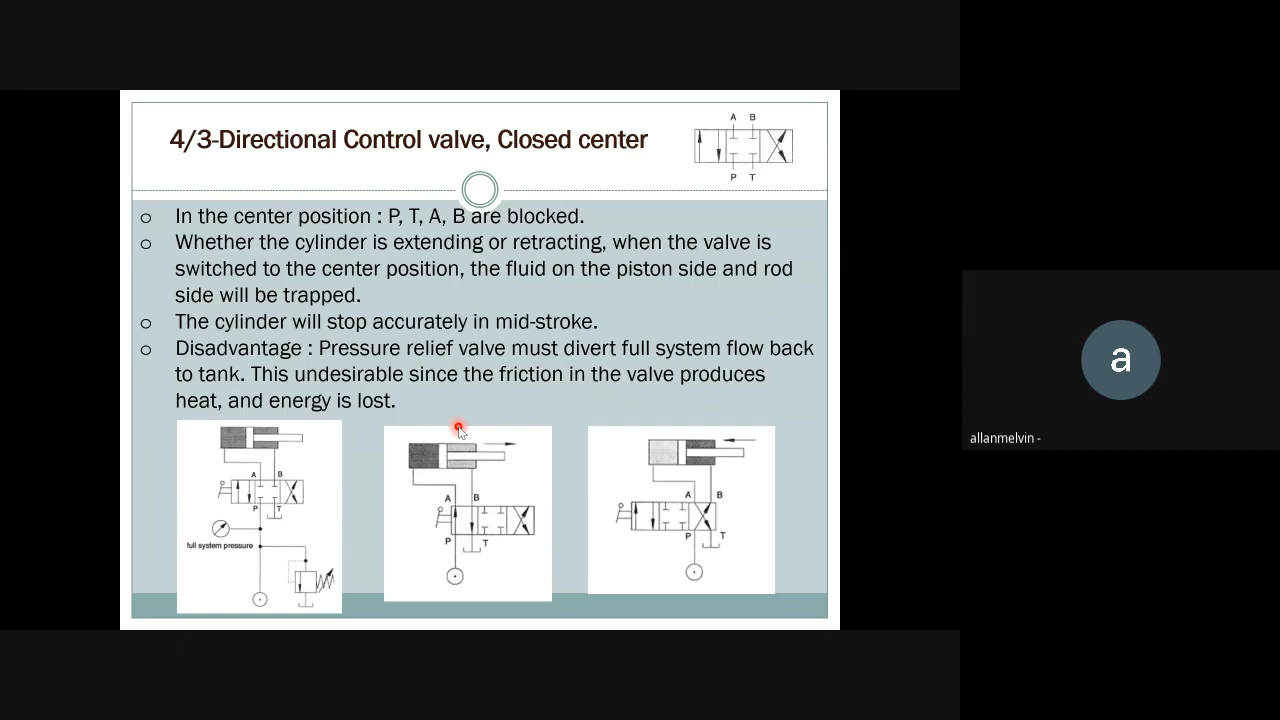 4/3-Directional Control valve, Closed center
A B
P T
o In the center position : P, T, A, B are blocked.
o Whether the cylinder is extending or retracting, when the valve is
switched to the center position, the fluid on the piston side and rod
side will be trapped.
o The cylinder will stop accurately in mid-stroke.
o Disadvantage : Pressure relief valve must divert full system flow back
to tank. This undesirable since the friction in the valve produces
heat, and energy is lost.
A B
P T
full system pressure
A B
P T
A B
P T
a
allanmelvin -